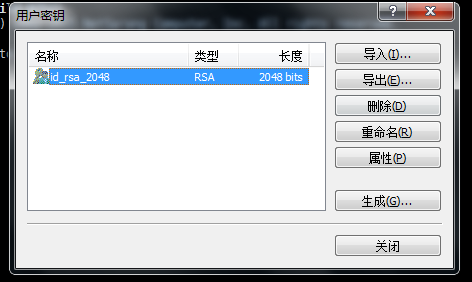 用户密钥
名称 类型 长度
id_rsa_2048 RSA 2048 bits
导入(I)...
导出(E)...
删除(D)
重命名(R)
属性(P)
生成(G)...
关闭